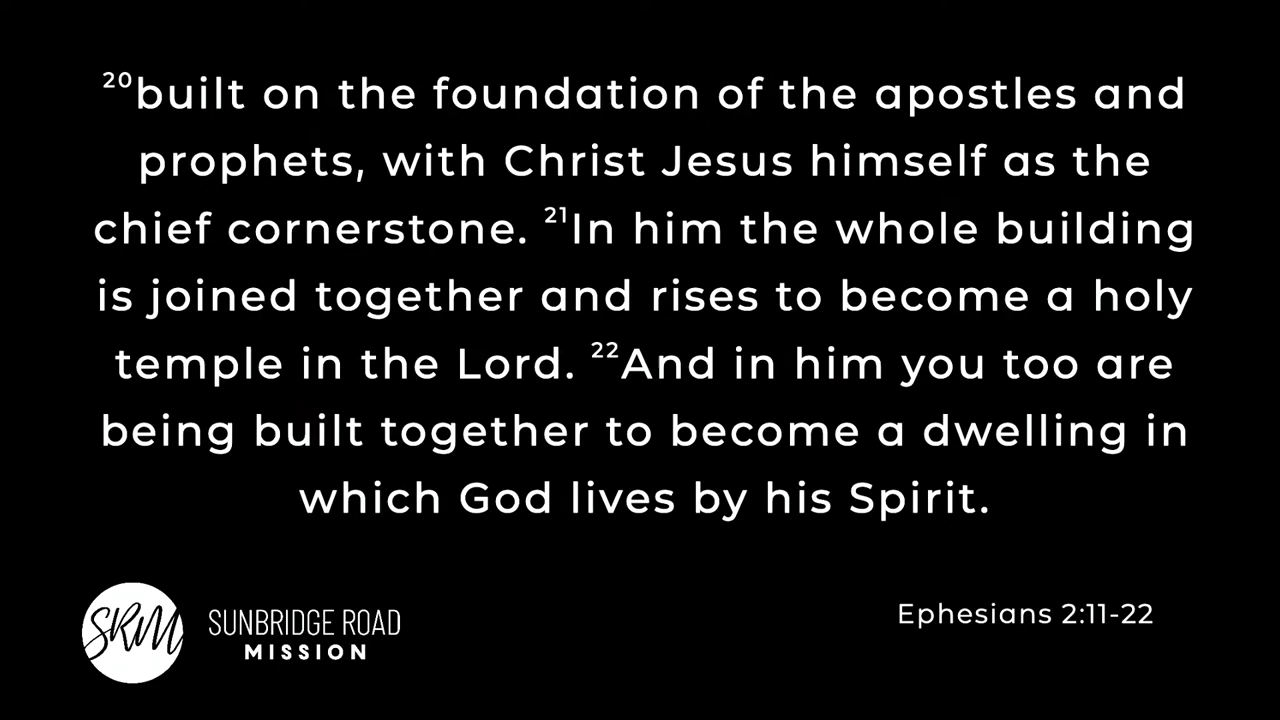 ²⁰built on the foundation of the apostles and
prophets, with Christ Jesus himself as the
chief cornerstone. ²¹In him the whole building
is joined together and rises to become a holy
temple in the Lord. ²²And in him you too are
being built together to become a dwelling in
which God lives by his Spirit.
SRM
SUNBRIDGE ROAD
MISSION
Ephesians 2:11-22